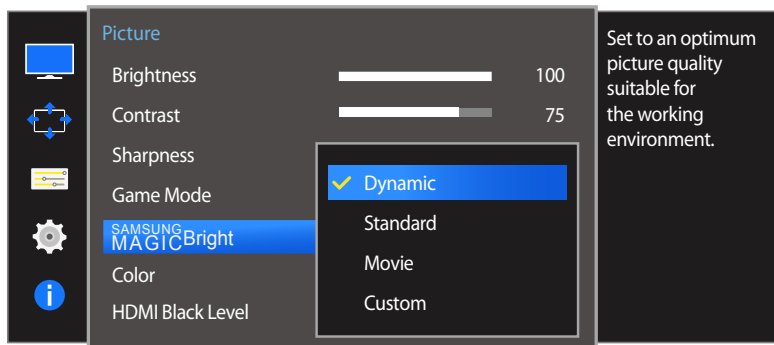 Picture
Brightness 100
Contrast 75
Sharpness
Game Mode
SAMSUNG
MAGICBright
Color
HDMI Black Level
Dynamic
Standard
Movie
Custom
Set to an optimum
picture quality
suitable for
the working
environment.